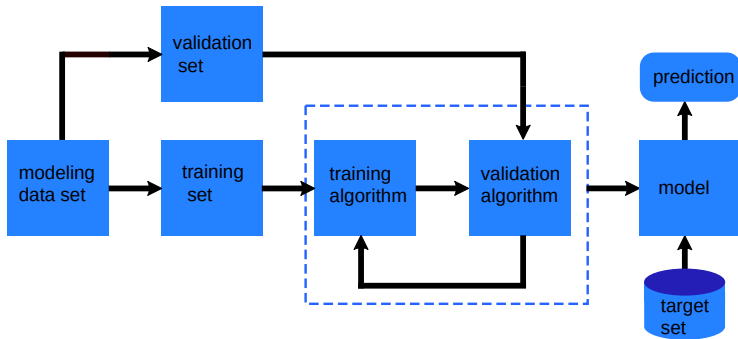 validation
set
prediction
modeling
data set
training
set
training
algorithm
validation
algorithm
model
target
set